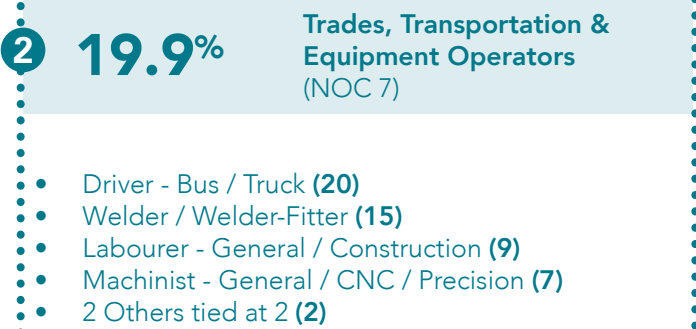 2
19.9%
Trades, Transportation &
Equipment Operators
(NOC 7)
• Driver - Bus / Truck (20)
• Welder / Welder-Fitter (15)
• Labourer - General / Construction (9)
• Machinist - General / CNC / Precision (7)
• 2 Others tied at 2 (2)